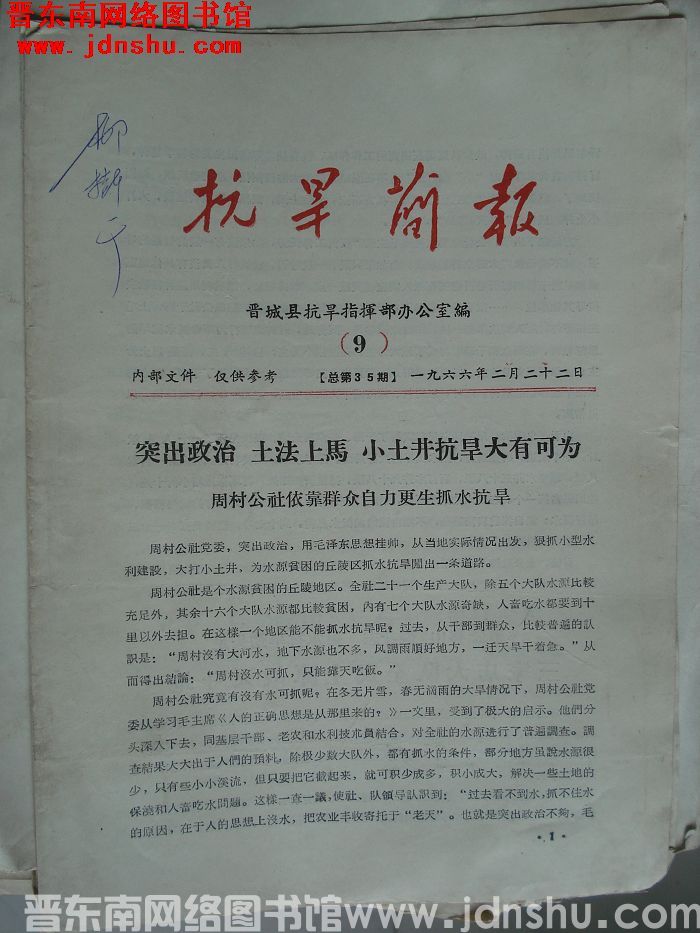 晋东南网络图书馆
www.jdnshu.com
抗旱简报
晋城县抗旱指揮部办公室編
(9)
内部文件 仅供参考 【总第35期】 一九六六年二月二十二日
突出政治 土法上馬 小土井抗旱大有可为
周村公社依靠群众自力更生抓水抗旱
周村公社党委，突出政治，用毛泽东思想挂帅，从当地实际情况出发，狠抓小型水
利建設，大打小土井，为水源貧困的丘陵区抓水抗旱闖出一条道路。
周村公社是个水源貧困的丘陵地区。全社二十一个生产大队，除五个大队水源比較
充足外，其余十六个大队水源都比較貧困，内有七个大队水源奇缺，人畜吃水都要到十
里以外去担。在这樣一个地区能不能抓水抗旱呢？过去，从干部到群众，比較普遍的認
識是：“周村沒有大河水，地下水源也不多，风調雨順好地方，一迁天旱干着急。”从
而得出結論：“周村沒水可抓，只能靠天吃飯。”
周村公社究竟有沒有水可抓呢？在冬无片雪，春无滴雨的大旱情况下，周村公社党
委从学习毛主席《人的正确思想是从那里来的？》一文里，受到了极大的启示。他們分
头深入下去，同基层干部、老农和水利技朮員結合，对全社的水源进行了普遍調查。調
查結果大大出于人們的預料，除极少数大队外，都有抓水的条件，部分地方虽說水源很
少，只有些小小溪流，但只要把它截起来，就可积少成多，积小成大，解决一些土地的
保澆和人畜吃水問題。这樣一查一議，使社、队領导认識到：“过去看不到水，抓不住水
的原因，在于人的思想上沒水，把农业丰收寄托于“老天”。也就是突出政治不夠，毛
·1·
晋东南网络图书馆 www.jdnshu.com